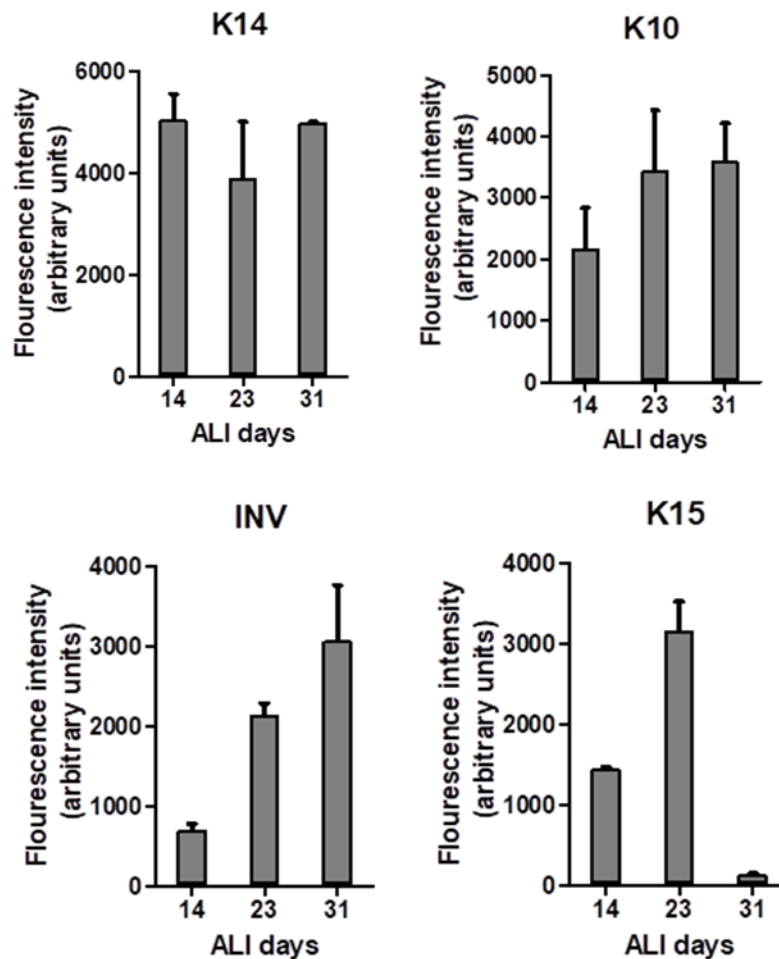 K14
Flourescence intensity
(arbitrary units)
6000
4000
2000
0
14 23 31
ALI days
K10
Flourescence intensity
(arbitrary units)
5000
4000
3000
2000
1000
0
14 23 31
ALI days
INV
Flourescence intensity
(arbitrary units)
4000
3000
2000
1000
0
14 23 31
ALI days
K15
Flourescence intensity
(arbitrary units)
4000
3000
2000
1000
0
14 23 31
ALI days